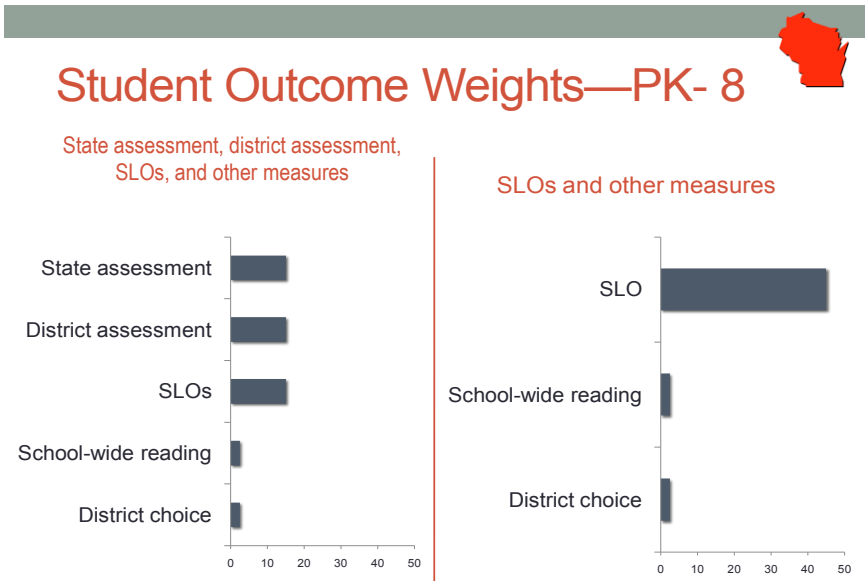 Student Outcome Weights—PK- 8
State assessment, district assessment,
SLOs, and other measures
State assessment
District assessment
SLOs
School-wide reading
District choice
0 10 20 30 40 50
SLOs and other measures
SLO
School-wide reading
District choice
0 10 20 30 40 50